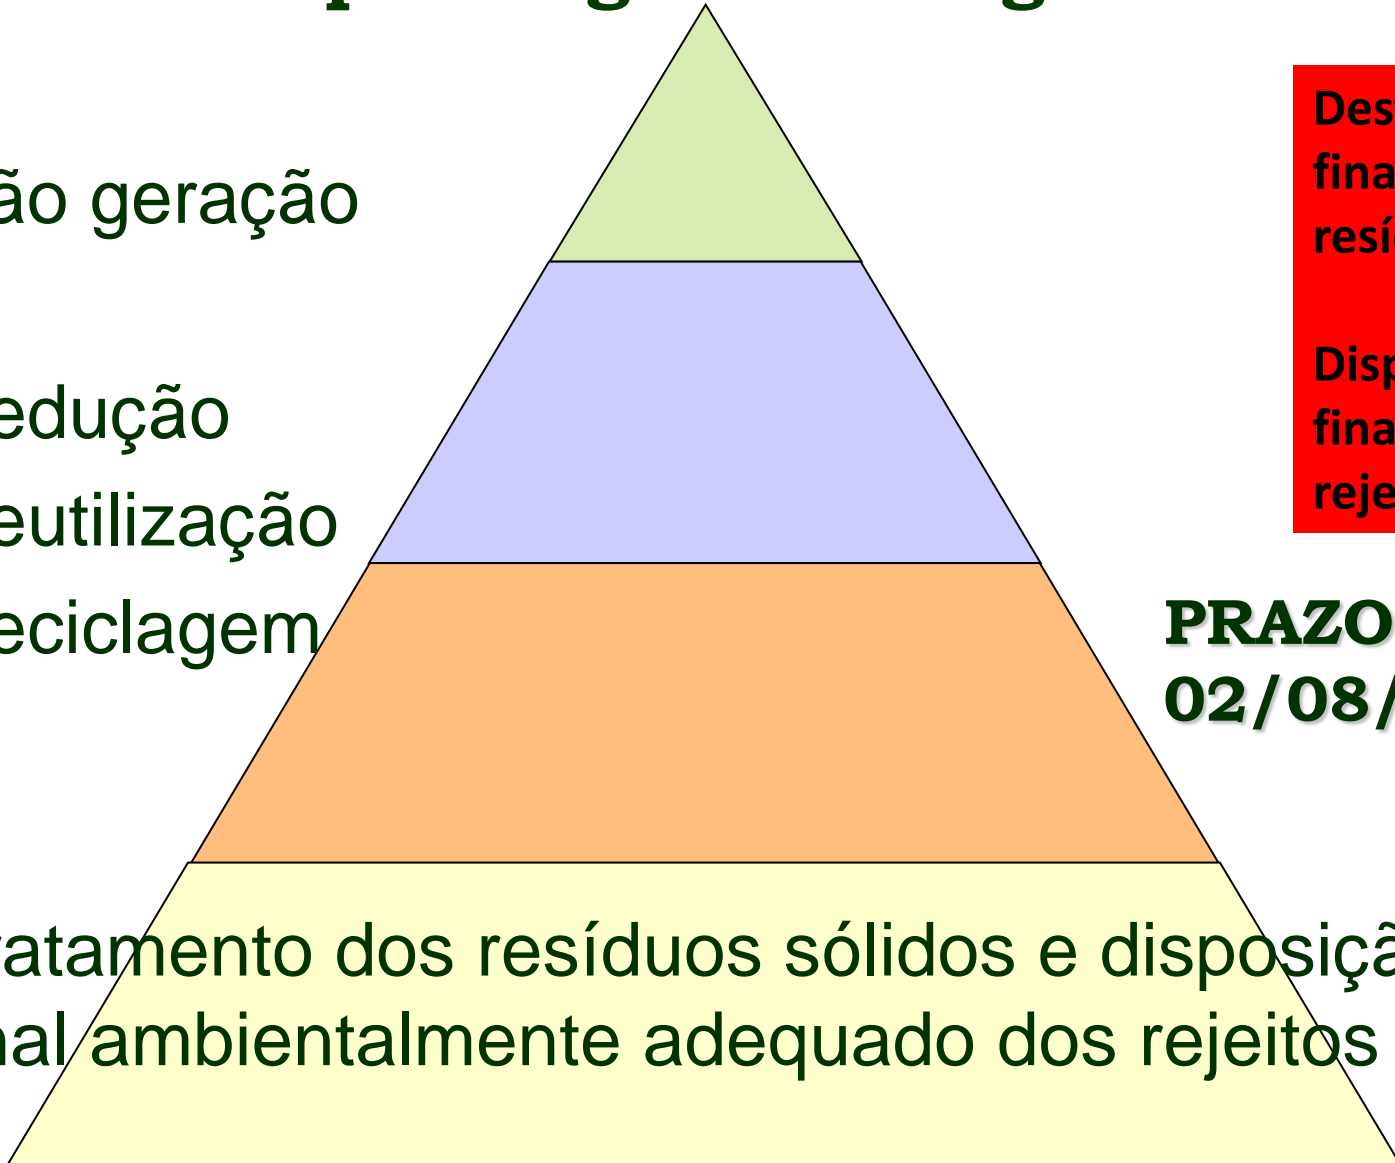 ão geração
edução
eutilização
eciclagem
ratamento dos resíduos sólidos e disposiçã
nal ambientalmente adequado dos rejeitos
Des
fina
resí
Disp
fina
reje
PRAZO
02/08/